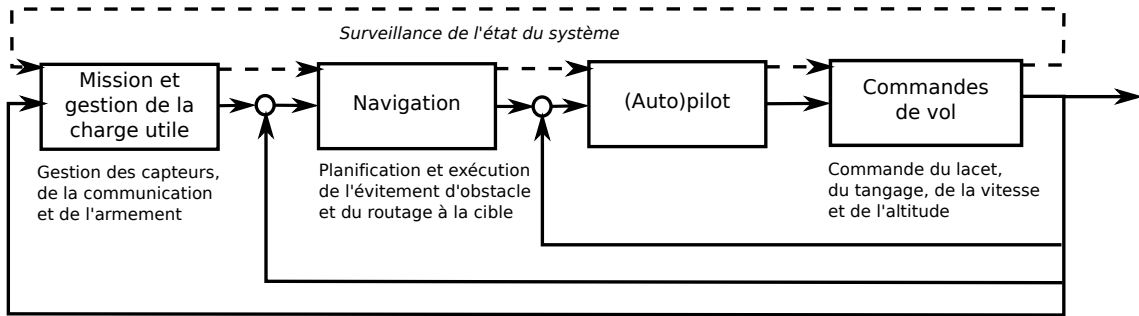 Surveillance de l'état du système
Mission et
gestion de la
charge utile
Navigation
(Auto)pilot
Commandes
de vol
Gestion des capteurs,
de la communication
et de l'armement
Planification et exécution
de l'évitement d'obstacle
et du routage à la cible
Commande du lacet,
du tangage, de la vitesse
et de l'altitude